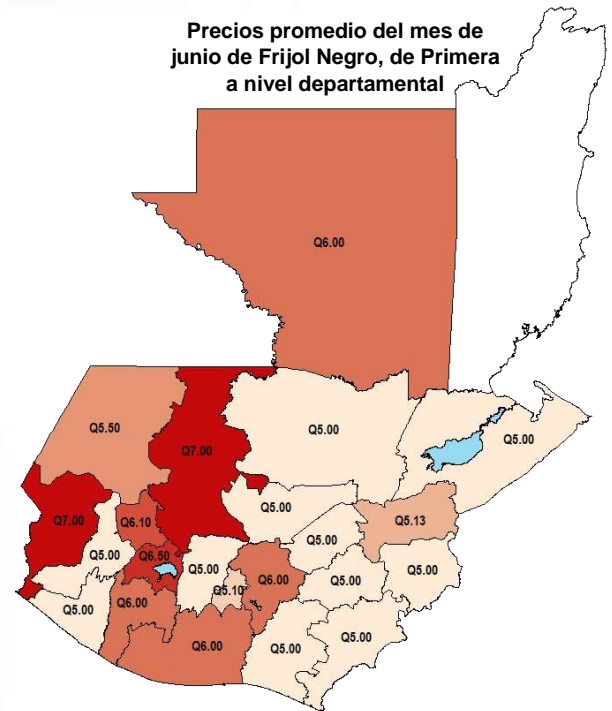 Precios promedio del mes de
junio de Frijol Negro, de Primera
a nivel departamental
Q6.00
Q5.50
Q5.00
Q5.00
Q7.00
Q7.00
Q5.00
Q6.10
Q5.13
Q5.00
Q5.00
Q6.50
Q5.00
Q5.00
Q5.00
Q6.00
Q5.00
Q5.10
Q6.00
Q5.00
Q5.00
Q6.00
Q5.00